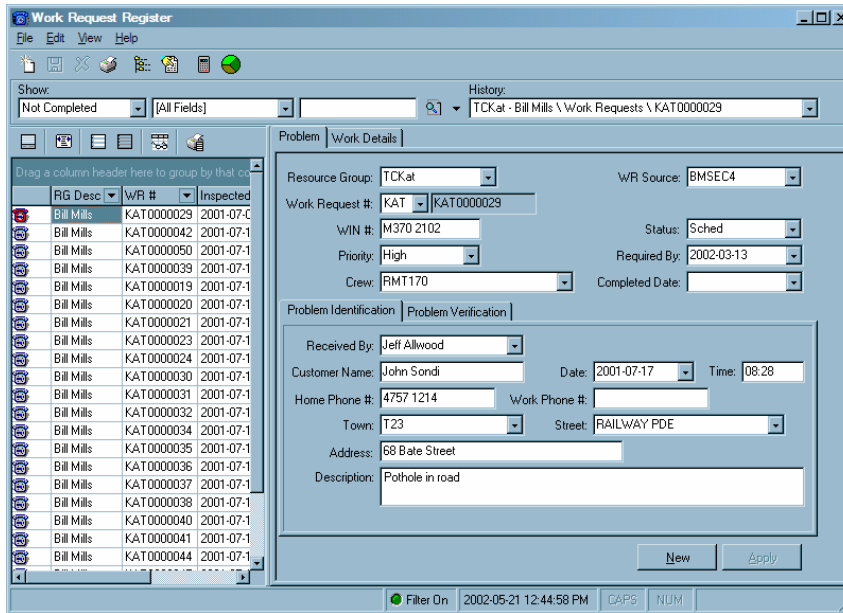 Work Request Register
File Edit View Help
Show: History:
Not Completed [All Fields] TCKat - Bill Mills \ Work Requests \ KAT0000029
Problem Work Details
Drag a column header here to group by that co
RG Desc WR # Inspected
Bill Mills KAT0000029 2001-07-0
Bill Mills KAT0000042 2001-07-1
Bill Mills KAT0000050 2001-07-1
Bill Mills KAT0000039 2001-07-1
Bill Mills KAT0000019 2001-07-1
Bill Mills KAT0000020 2001-07-1
Bill Mills KAT0000021 2001-07-1
Bill Mills KAT0000023 2001-07-1
Bill Mills KAT0000024 2001-07-1
Bill Mills KAT0000030 2001-07-1
Bill Mills KAT0000031 2001-07-1
Bill Mills KAT0000032 2001-07-1
Bill Mills KAT0000034 2001-07-1
Bill Mills KAT0000035 2001-07-1
Bill Mills KAT0000036 2001-07-1
Bill Mills KAT0000037 2001-07-1
Bill Mills KAT0000038 2001-07-1
Bill Mills KAT0000040 2001-07-1
Bill Mills KAT0000041 2001-07-1
Bill Mills KAT0000044 2001-07-1
Resource Group: TCKat WR Source: BMSEC4
Work Request #: KAT KAT0000029
WIN #: M370 2102 Status: Sched
Priority: High Required By: 2002-03-13
Crew: RMT170 Completed Date:
Problem Identification Problem Verification
Received By: Jeff Allwood
Customer Name: John Sondi Date: 2001-07-17 Time: 08:28
Home Phone #: 4757 1214 Work Phone #:
Town: T23 Street: RAILWAY PDE
Address: 68 Bate Street
Description: Pothole in road
New Apply
Filter On 2002-05-21 12:44:58 PM CAPS NUM